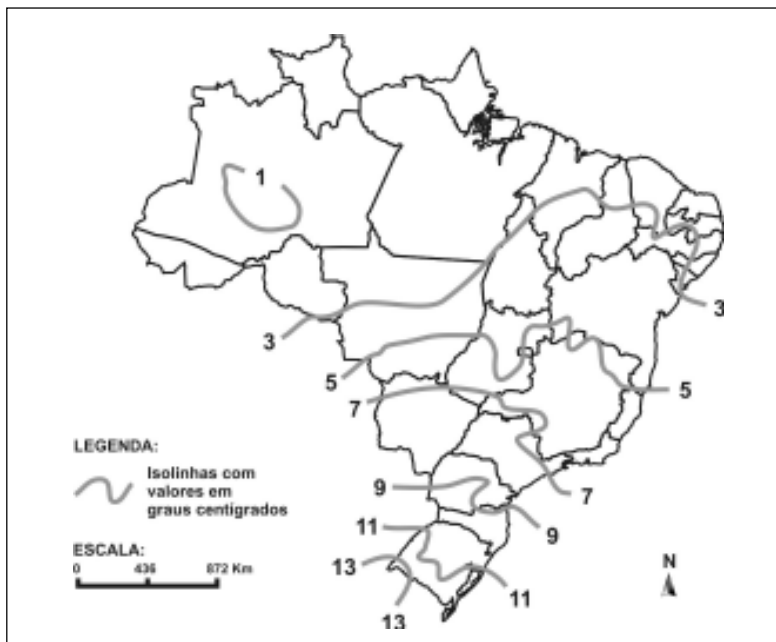 1
3
3
5
5
7
7
9
9
11
11
13
13
LEGENDA:
Isolinhas com
valores em
graus centigrados
ESCALA:
0 436 872 Km
N